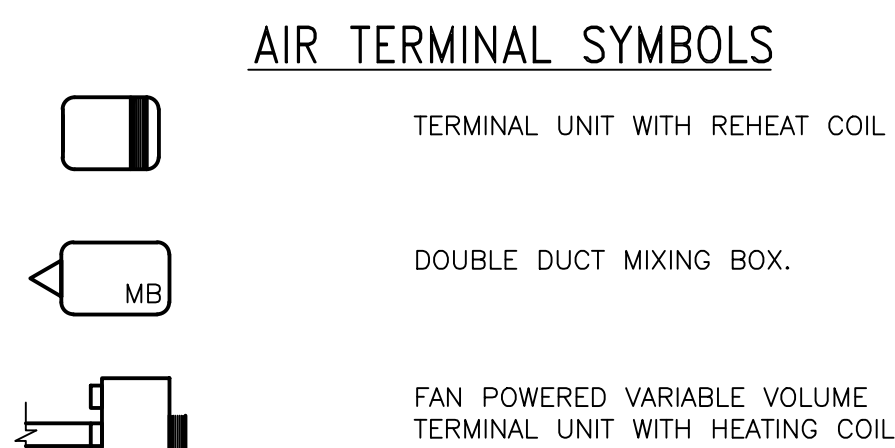 AIR TERMINAL SYMBOLS
TERMINAL UNIT WITH REHEAT COIL
DOUBLE DUCT MIXING BOX.
MB
FAN POWERED VARIABLE VOLUME
TERMINAL UNIT WITH HEATING COIL